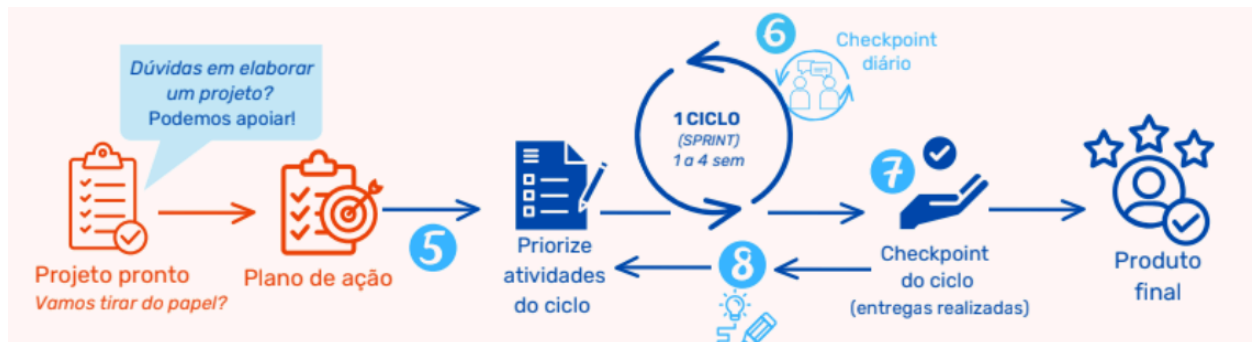 Dúvidas em elaborar
um projeto?
Podemos apoiar!
Projeto pronto
Vamos tirar do papel?
Plano de ação
5
Priorize
atividades
do ciclo
1 CICLO
(SPRINT)
1 a 4 sem
6
Checkpoint
diário
7
Checkpoint
do ciclo
(entregas realizadas)
8
Produto
final